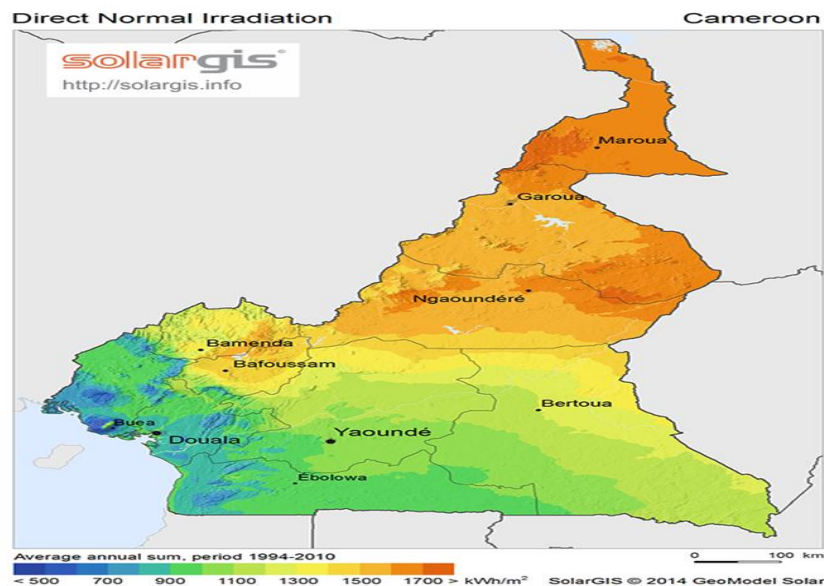 Direct Normal Irradiation
Cameroon
solargis
http://solargis.info
Maroua
Garoua
Ngaoundéré
Bamenda
Bafoussam
Bertoua
Buea
Douala
Yaoundé
Ebolowa
Average annual sum, period 1994-2010
0 100 km
< 500 700 900 1100 1300 1500 1700 > kWh/m²
SolarGIS © 2014 GeoModel Solar